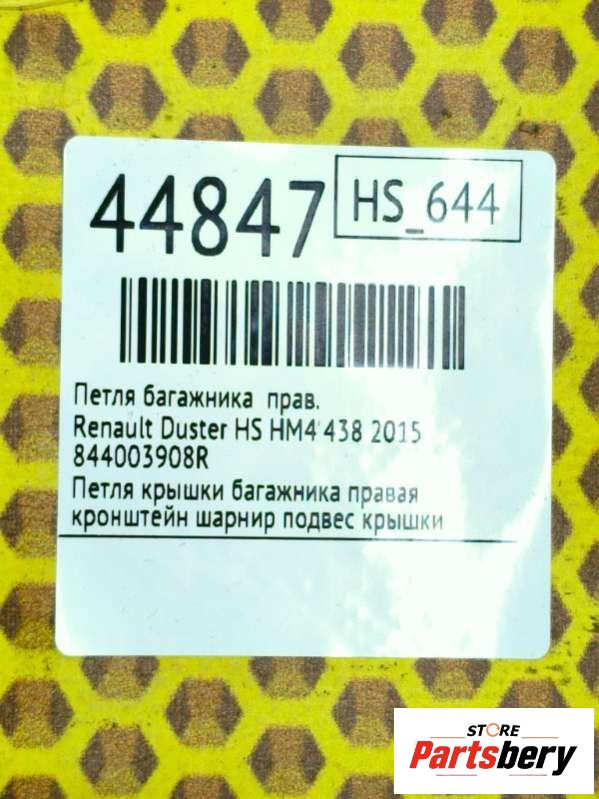 44847
HS_644
Петля багажника прав.
Renault Duster HS HM4 438 2015
844003908R
Петля крышки багажника правая
кронштейн шарнир подвес крышки
STORE
Partsbery